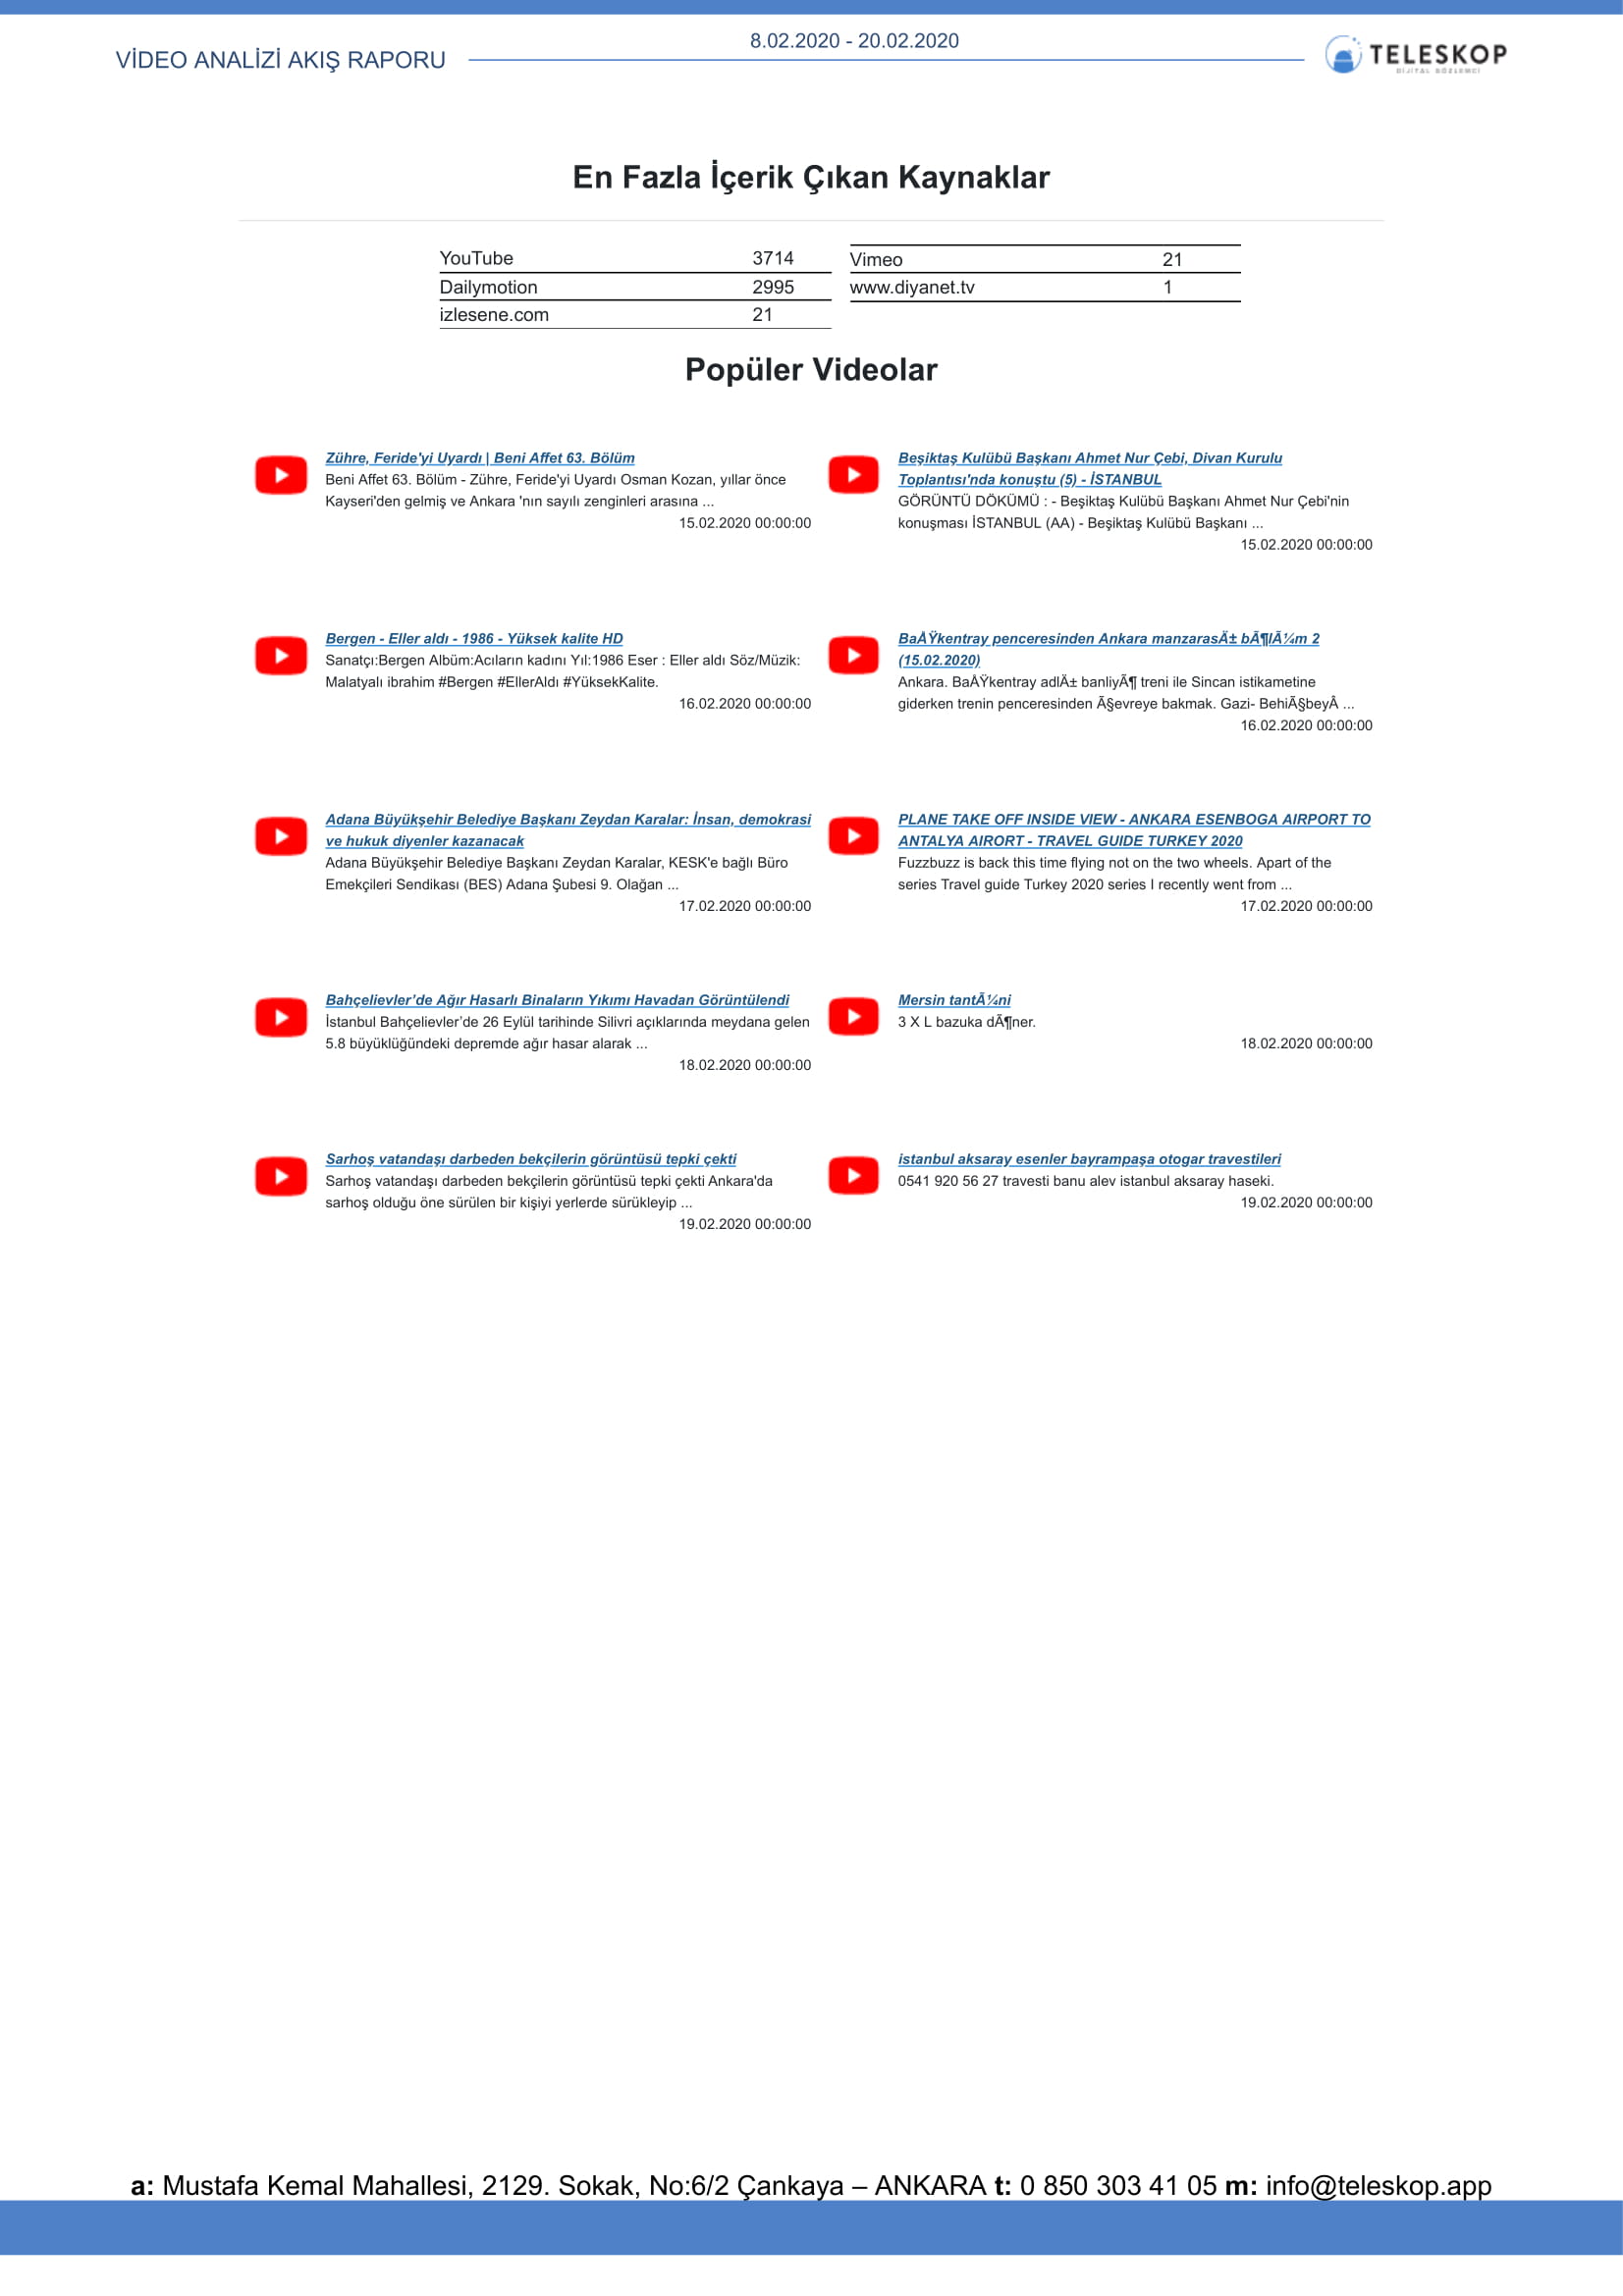 VİDEO ANALİZİ AKIŞ RAPORU
8.02.2020 - 20.02.2020
TELESKOP
DİJİTAL GÖZLEMCİ
En Fazla İçerik Çıkan Kaynaklar
YouTube 3714
Dailymotion 2995
izlesene.com 21
Vimeo 21
www.diyanet.tv 1
Popüler Videolar
Zühre, Feride'yi Uyardı | Beni Affet 63. Bölüm
Beni Affet 63. Bölüm - Zühre, Feride'yi Uyardı Osman Kozan, yıllar önce
Kayseri'den gelmiş ve Ankara 'nın sayılı zenginleri arasına ...
15.02.2020 00:00:00
Beşiktaş Kulübü Başkanı Ahmet Nur Çebi, Divan Kurulu
Toplantısı'nda konuştu (5) - İSTANBUL
GÖRÜNTÜ DÖKÜMÜ : - Beşiktaş Kulübü Başkanı Ahmet Nur Çebi'nin
konuşması İSTANBUL (AA) - Beşiktaş Kulübü Başkanı ...
15.02.2020 00:00:00
Bergen - Eller aldı - 1986 - Yüksek kalite HD
Sanatçı:Bergen Albüm:Acıların kadını Yıl:1986 Eser : Eller aldı Söz/Müzik:
Malatyalı ibrahim #Bergen #EllerAldı #YüksekKalite.
16.02.2020 00:00:00
BaÅŸkentray penceresinden Ankara manzarasÄ± bÃ¶lÃ¼m 2
(15.02.2020)
Ankara. BaÅŸkentray adlÄ± banliyÃ¶ treni ile Sincan istikametine
giderken trenin penceresinden Ã§evreye bakmak. Gazi- BehiÃ§beyÂ ...
16.02.2020 00:00:00
Adana Büyükşehir Belediye Başkanı Zeydan Karalar: İnsan, demokrasi
ve hukuk diyenler kazanacak
Adana Büyükşehir Belediye Başkanı Zeydan Karalar, KESK'e bağlı Büro
Emekçileri Sendikası (BES) Adana Şubesi 9. Olağan ...
17.02.2020 00:00:00
PLANE TAKE OFF INSIDE VIEW - ANKARA ESENBOGA AIRPORT TO
ANTALYA AIRORT - TRAVEL GUIDE TURKEY 2020
Fuzzbuzz is back this time flying not on the two wheels. Apart of the
series Travel guide Turkey 2020 series I recently went from ...
17.02.2020 00:00:00
Bahçelievler’de Ağır Hasarlı Binaların Yıkımı Havadan Görüntülendi
İstanbul Bahçelievler’de 26 Eylül tarihinde Silivri açıklarında meydana gelen
5.8 büyüklüğündeki depremde ağır hasar alarak ...
18.02.2020 00:00:00
Mersin tantÃ¼ni
3 X L bazuka dÃ¶ner.
18.02.2020 00:00:00
Sarhoş vatandaşı darbeden bekçilerin görüntüsü tepki çekti
Sarhoş vatandaşı darbeden bekçilerin görüntüsü tepki çekti Ankara'da
sarhoş olduğu öne sürülen bir kişiyi yerlerde sürükleyip ...
19.02.2020 00:00:00
istanbul aksaray esenler bayrampaşa otogar travestileri
0541 920 56 27 travesti banu alev istanbul aksaray haseki.
19.02.2020 00:00:00
a: Mustafa Kemal Mahallesi, 2129. Sokak, No:6/2 Çankaya – ANKARA t: 0 850 303 41 05 m: info@teleskop.app